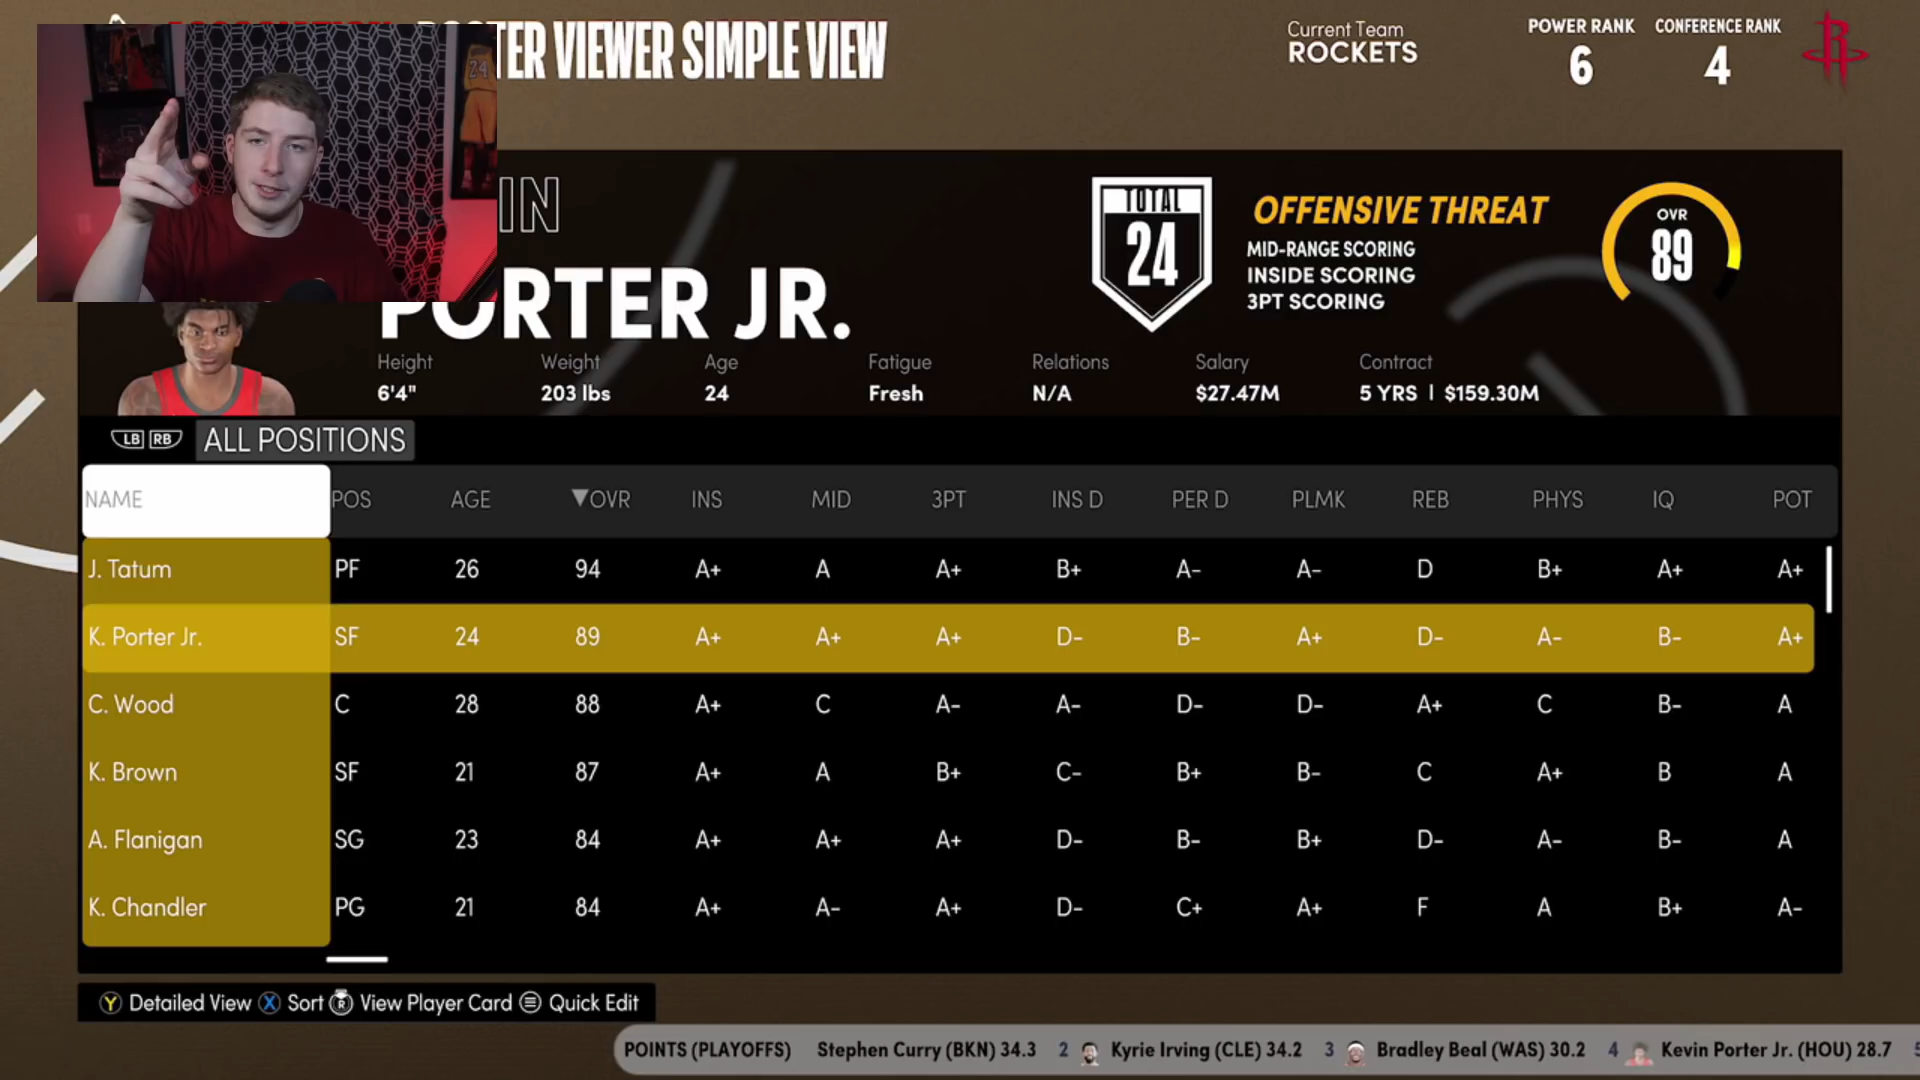 TER VIEWER SIMPLE VIEW
Current Team
ROCKETS
POWER RANK
6
CONFERENCE RANK
4
R
24
IN
PORTER JR.
TOTAL
24
OFFENSIVE THREAT
MID-RANGE SCORING
INSIDE SCORING
3PT SCORING
OVR
89
Height Weight Age Fatigue Relations Salary Contract
6'4" 203 lbs 24 Fresh N/A $27.47M 5 YRS | $159.30M
LB RB ALL POSITIONS
NAME POS AGE ▼OVR INS MID 3PT INS D PER D PLMK REB PHYS IQ POT
J. Tatum PF 26 94 A+ A A+ B+ A- A- D B+ A+ A+
K. Porter Jr. SF 24 89 A+ A+ A+ D- B- A+ D- A- B- A+
C. Wood C 28 88 A+ C A- A- D- D- A+ C B- A
K. Brown SF 21 87 A+ A B+ C- B+ B- C A+ B A
A. Flanigan SG 23 84 A+ A+ A+ D- B- B+ D- A- B- A
K. Chandler PG 21 84 A+ A- A+ D- C+ A+ F A B+ A-
Y Detailed View X Sort R View Player Card Quick Edit
POINTS (PLAYOFFS) Stephen Curry (BKN) 34.3 2 Kyrie Irving (CLE) 34.2 3 Bradley Beal (WAS) 30.2 4 Kevin Porter Jr. (HOU) 28.7